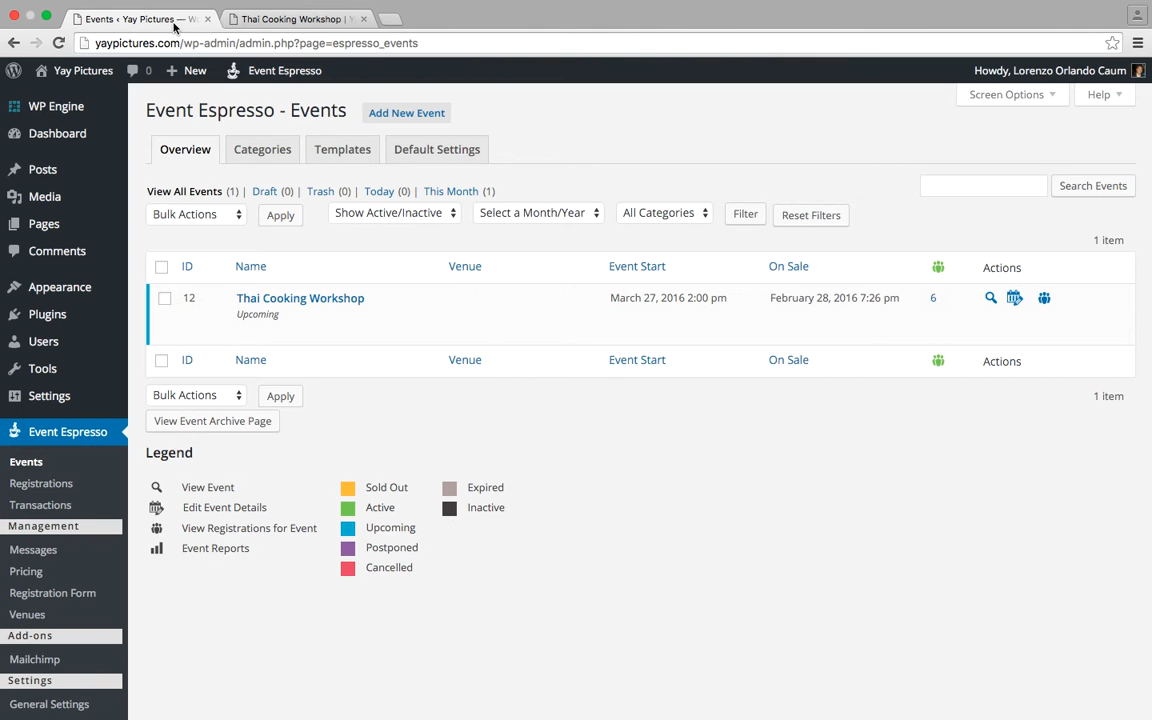 Events ‹ Yay Pictures — W
Thai Cooking Workshop |
yaypictures.com/wp-admin/admin.php?page=espresso_events
Yay Pictures 0 New Event Espresso Howdy, Lorenzo Orlando Caum
Screen Options Help
WP Engine
Dashboard
Posts
Media
Pages
Comments
Appearance
Plugins
Users
Tools
Settings
Event Espresso
Events
Registrations
Transactions
Management
Messages
Pricing
Registration Form
Venues
Add-ons
Mailchimp
Settings
General Settings
Event Espresso - Events Add New Event
Overview Categories Templates Default Settings
View All Events (1) | Draft (0) | Trash (0) | Today (0) | This Month (1)
Search Events
Bulk Actions Apply Show Active/Inactive Select a Month/Year All Categories Filter Reset Filters
1 item
ID Name Venue Event Start On Sale Actions
12 Thai Cooking Workshop March 27, 2016 2:00 pm February 28, 2016 7:26 pm 6
Upcoming
ID Name Venue Event Start On Sale Actions
Bulk Actions Apply 1 item
View Event Archive Page
Legend
View Event Sold Out Expired
Edit Event Details Active Inactive
View Registrations for Event Upcoming
Event Reports Postponed
Cancelled